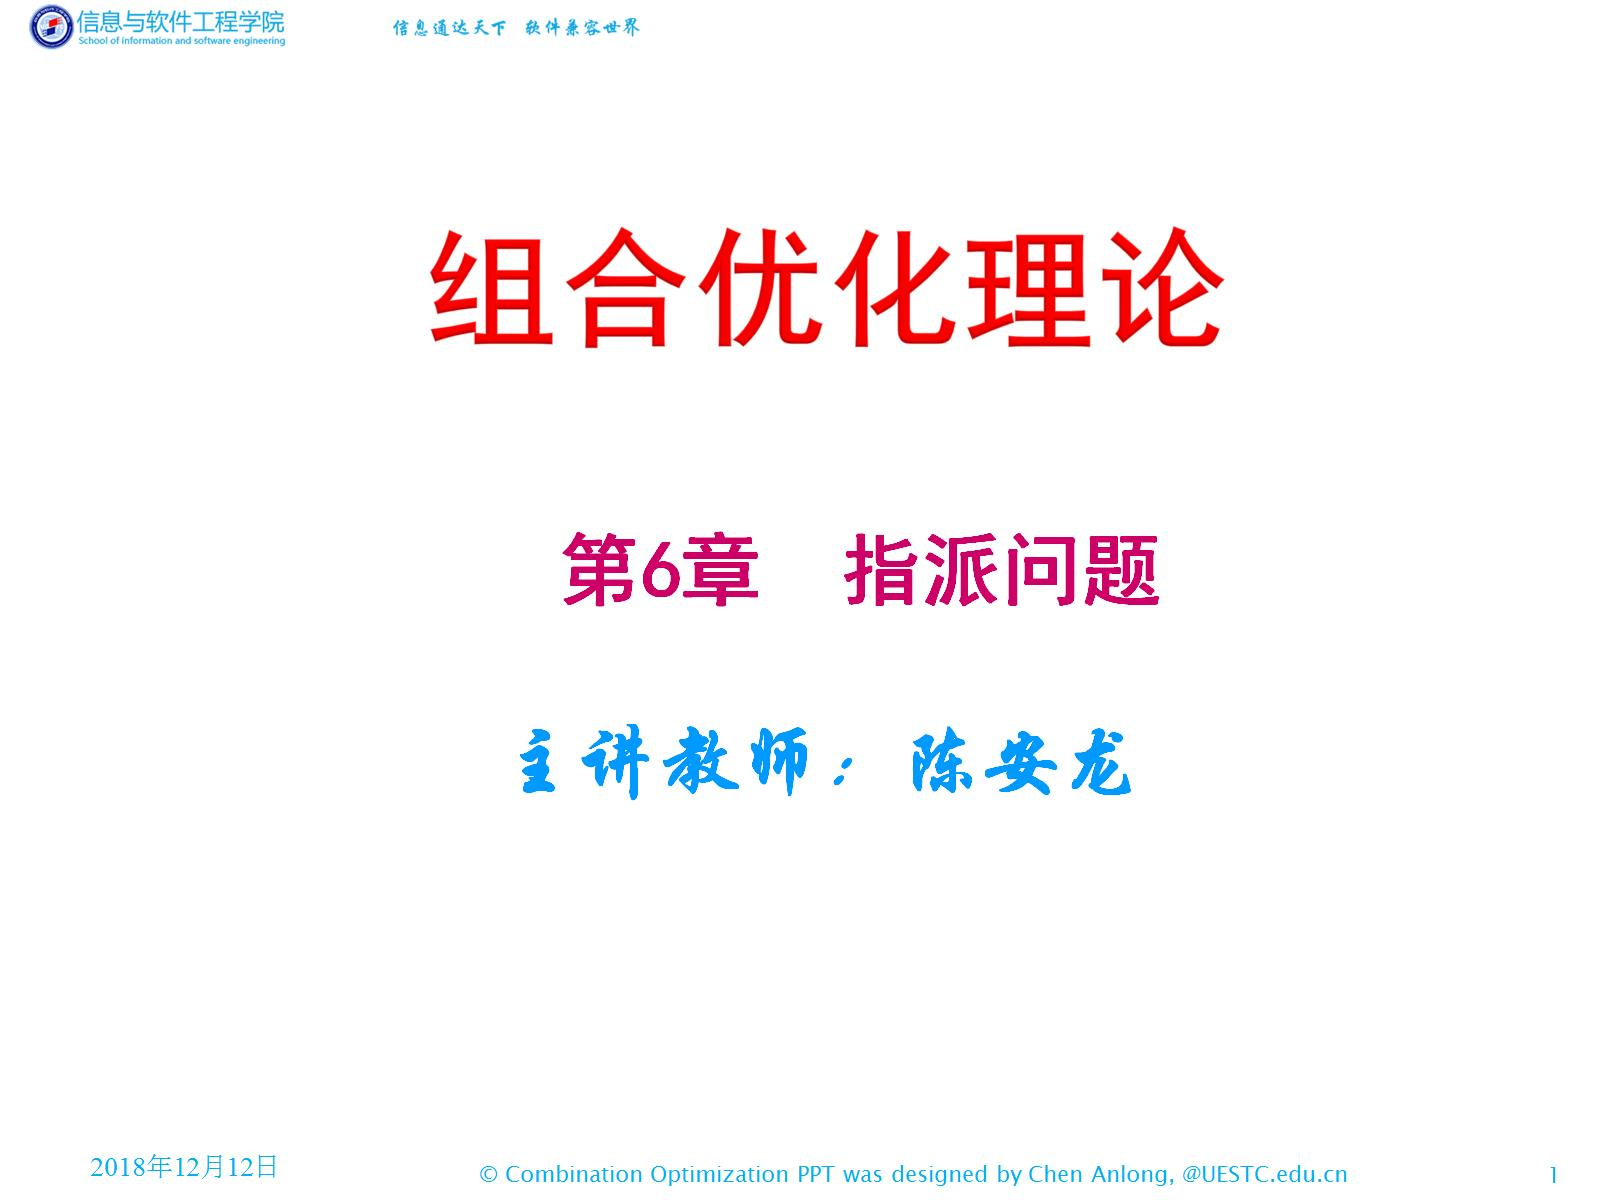 信息与软件工程学院
School of information and software engineering
信息通达天下 软件兼容世界
组合优化理论
第6章 指派问题
主讲教师：陈安龙
2018年12月12日
© Combination Optimization PPT was designed by Chen Anlong, @UESTC.edu.cn
1